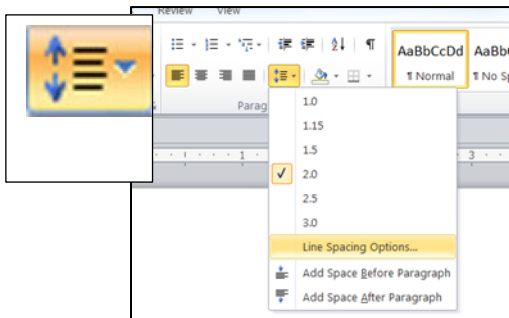 Review View
AaBbCcDd AaBb
¶ Normal ¶ No Sp
Parag
1 3
1.0
1.15
1.5
2.0
2.5
3.0
Line Spacing Options...
Add Space Before Paragraph
Add Space After Paragraph